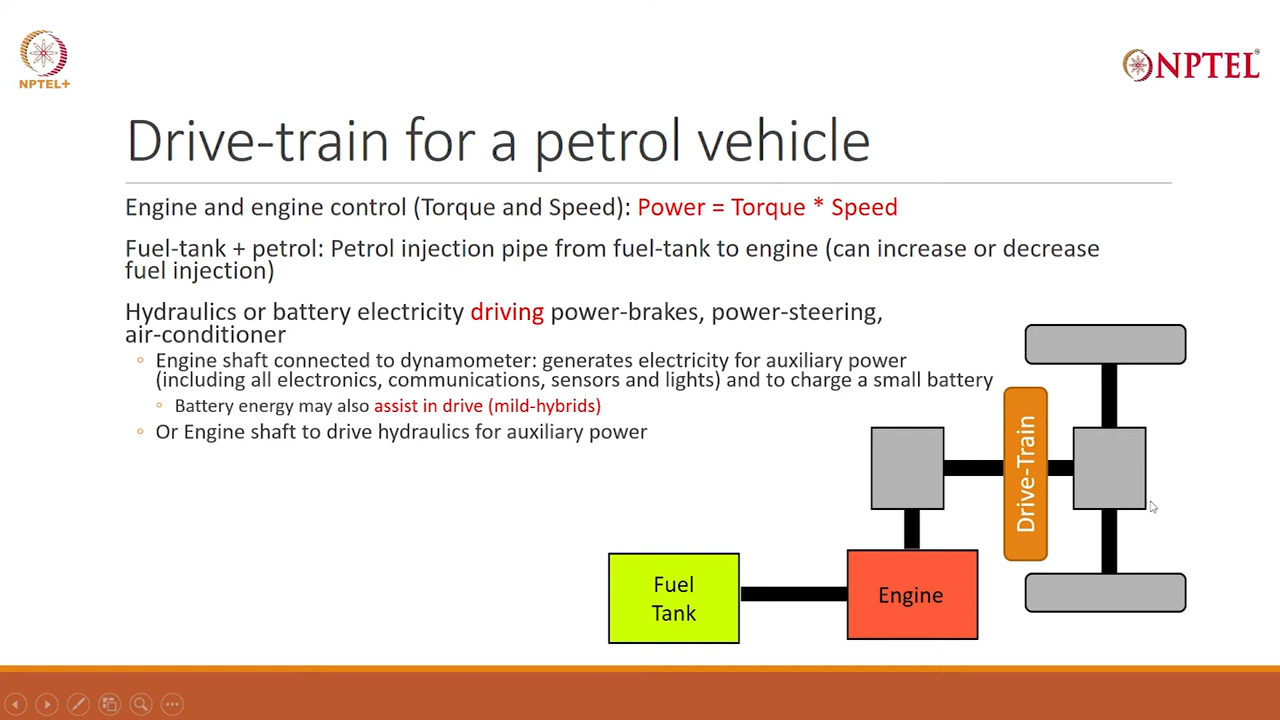 NPTEL+
NPTEL
Drive-train for a petrol vehicle
Engine and engine control (Torque and Speed): Power = Torque * Speed
Fuel-tank + petrol: Petrol injection pipe from fuel-tank to engine (can increase or decrease
fuel injection)
Hydraulics or battery electricity driving power-brakes, power-steering,
air-conditioner
◦ Engine shaft connected to dynamometer: generates electricity for auxiliary power
(including all electronics, communications, sensors and lights) and to charge a small battery
◦ Battery energy may also assist in drive (mild-hybrids)
◦ Or Engine shaft to drive hydraulics for auxiliary power
Drive-Train
Fuel
Tank
Engine